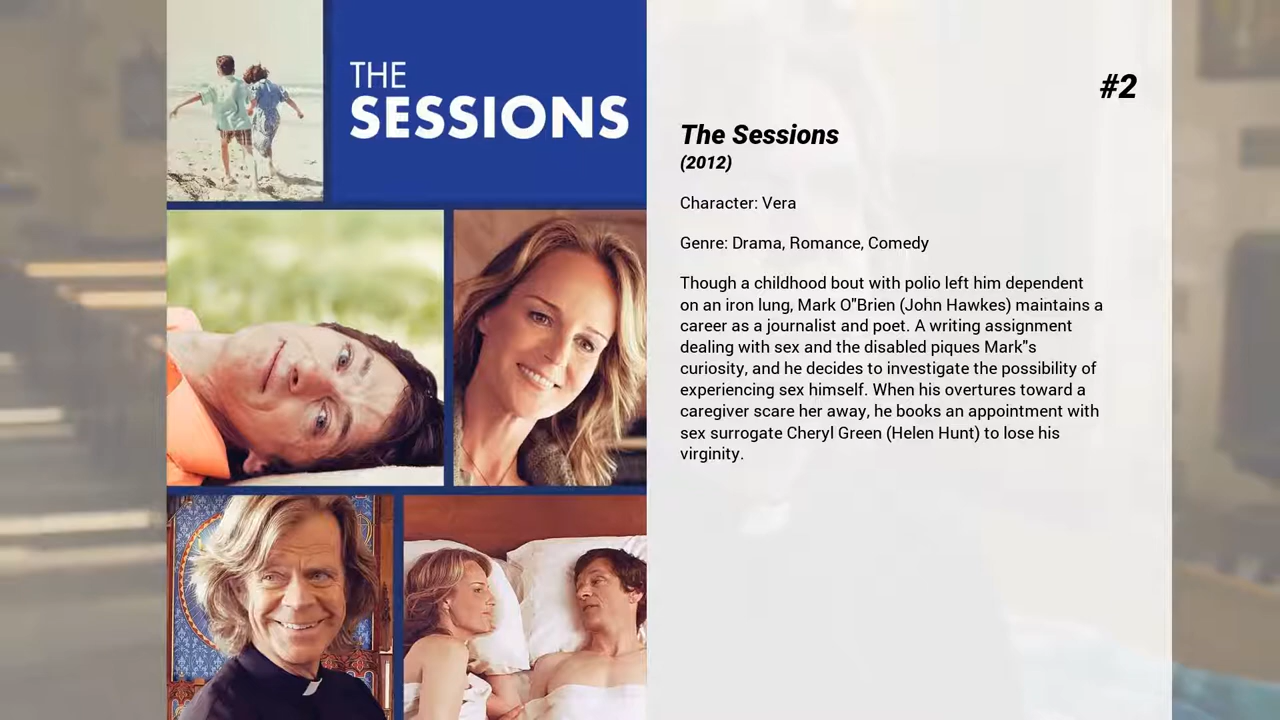 THE
SESSIONS
#2
The Sessions
(2012)
Character: Vera
Genre: Drama, Romance, Comedy
Though a childhood bout with polio left him dependent
on an iron lung, Mark O"Brien (John Hawkes) maintains a
career as a journalist and poet. A writing assignment
dealing with sex and the disabled piques Mark"s
curiosity, and he decides to investigate the possibility of
experiencing sex himself. When his overtures toward a
caregiver scare her away, he books an appointment with
sex surrogate Cheryl Green (Helen Hunt) to lose his
virginity.